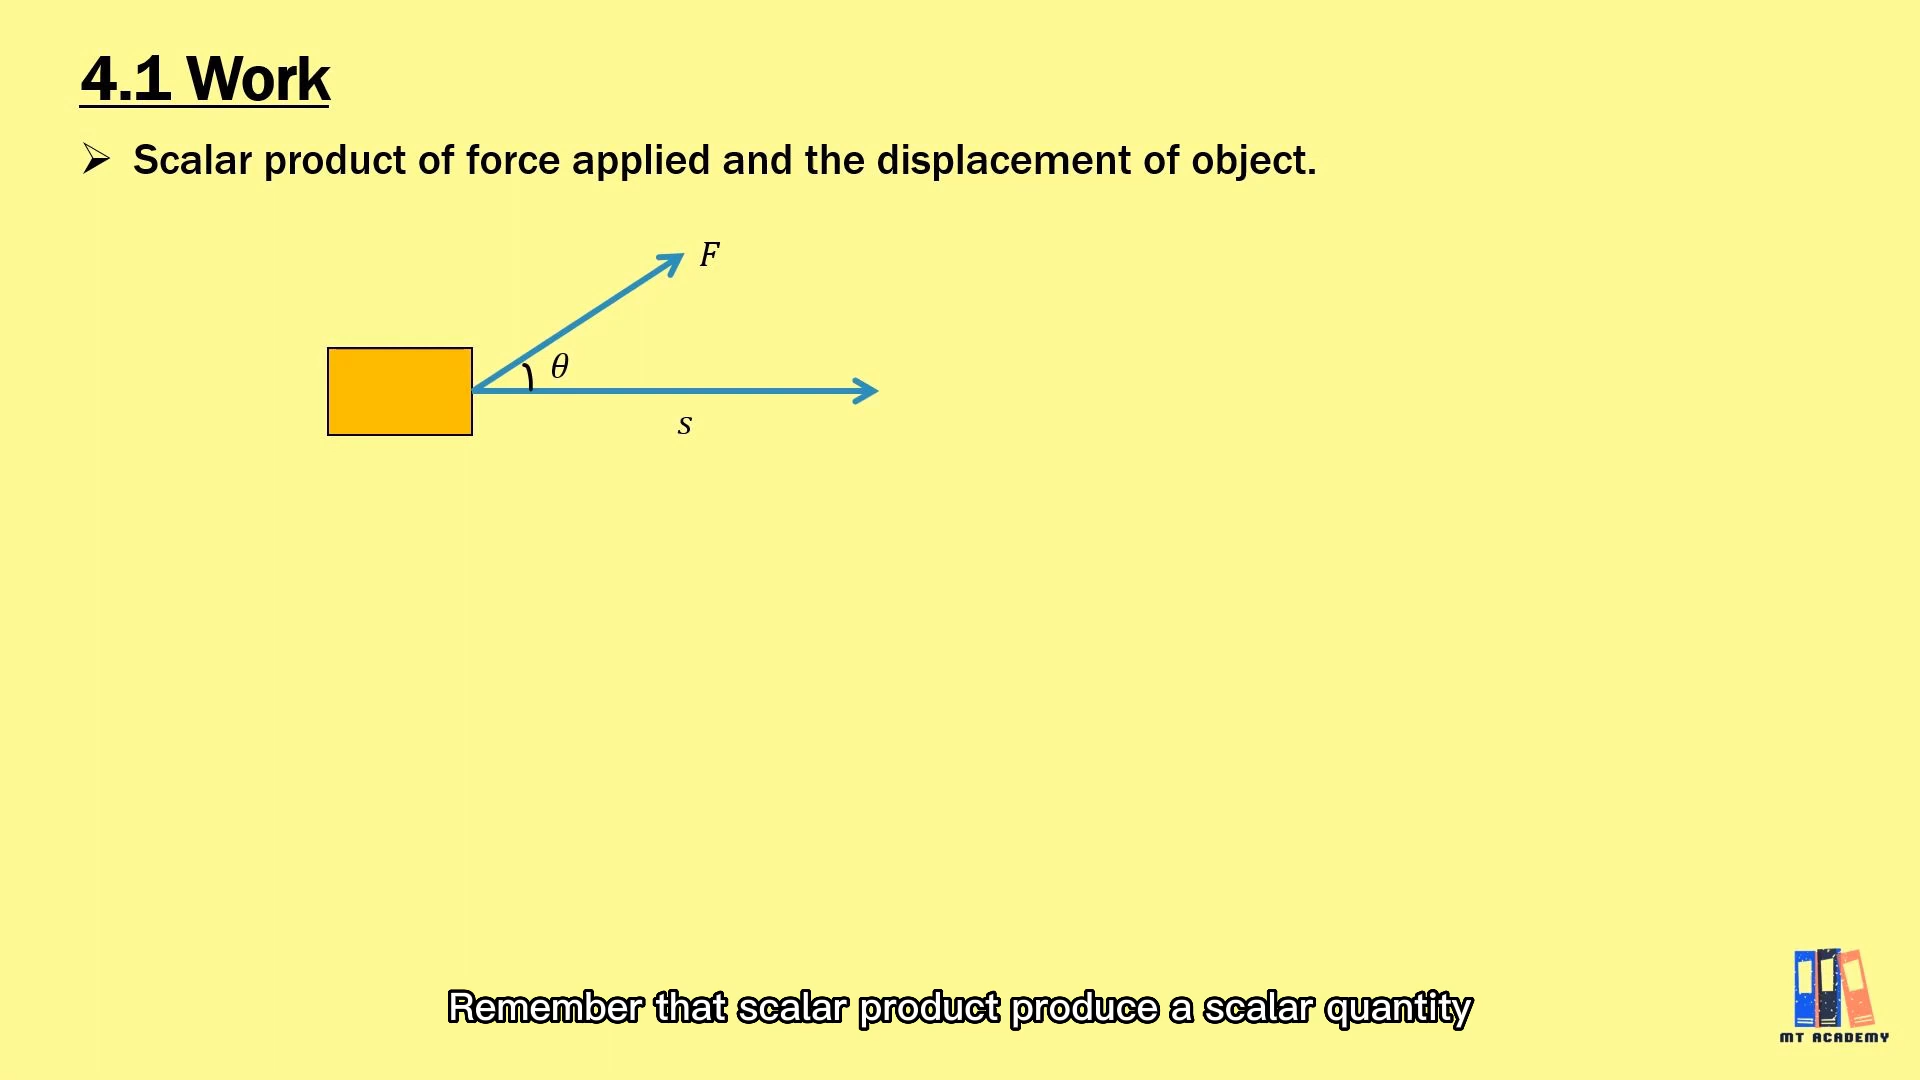 4.1 Work
➢ Scalar product of force applied and the displacement of object.
F
θ
s
Remember that scalar product produce a scalar quantity
MT ACADEMY